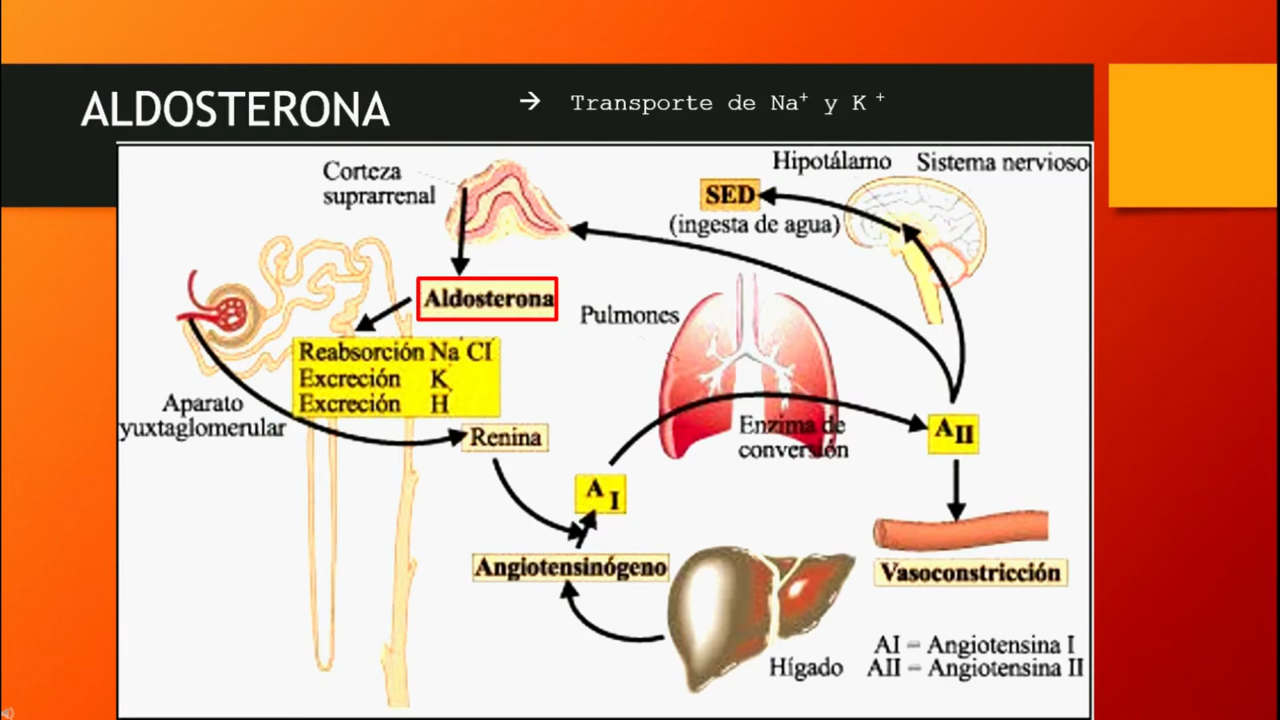 ALDOSTERONA
→ Transporte de Na⁺ y K⁺
Hipotálamo
Sistema nervioso
Corteza
suprarrenal
SED
(ingesta de agua)
Aldosterona
Pulmones
Reabsorción Na Cl
Excreción K
Excreción H
Aparato
yuxtaglomerular
Renina
Enzima de
conversión
A II
A I
Angiotensinógeno
Vasoconstricción
Hígado
AI = Angiotensina I
AII = Angiotensina II